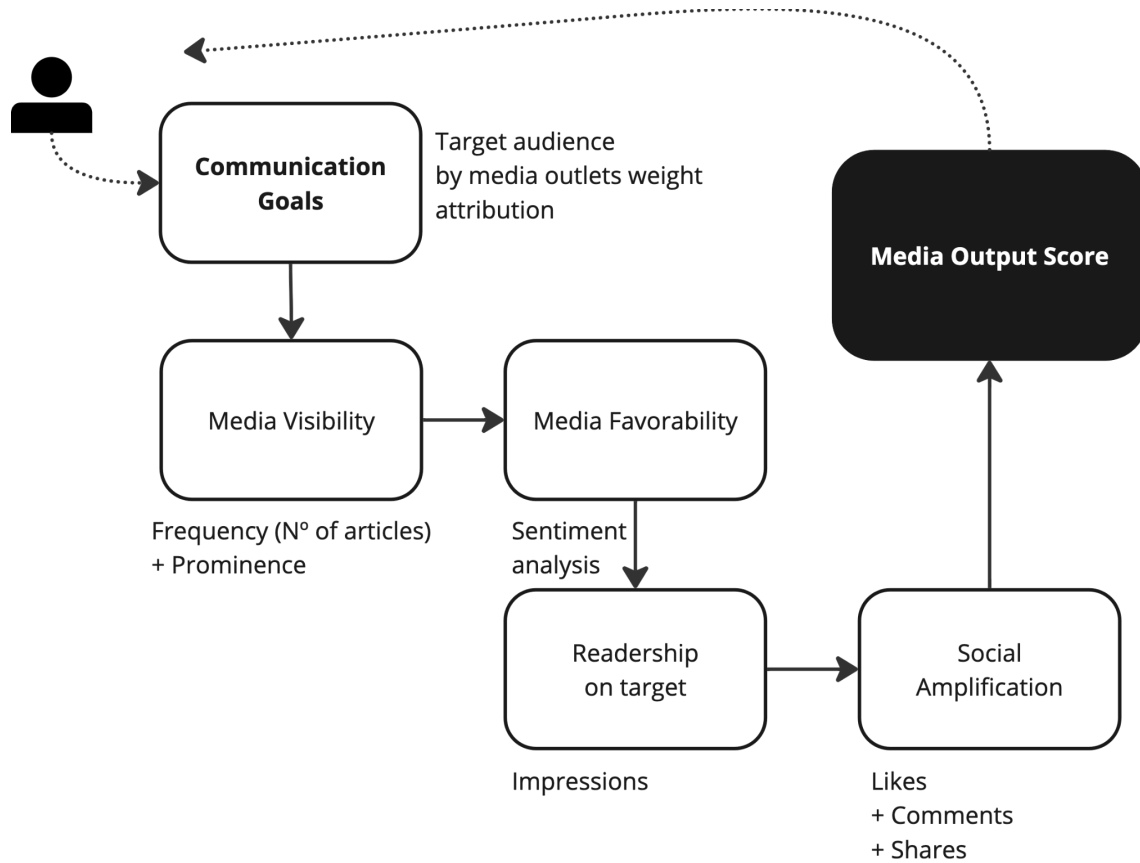 Communication
Goals
Target audience
by media outlets weight
attribution
Media Output Score
Media Visibility
Media Favorability
Frequency (Nº of articles)
+ Prominence
Sentiment
analysis
Readership
on target
Social
Amplification
Impressions
Likes
+ Comments
+ Shares